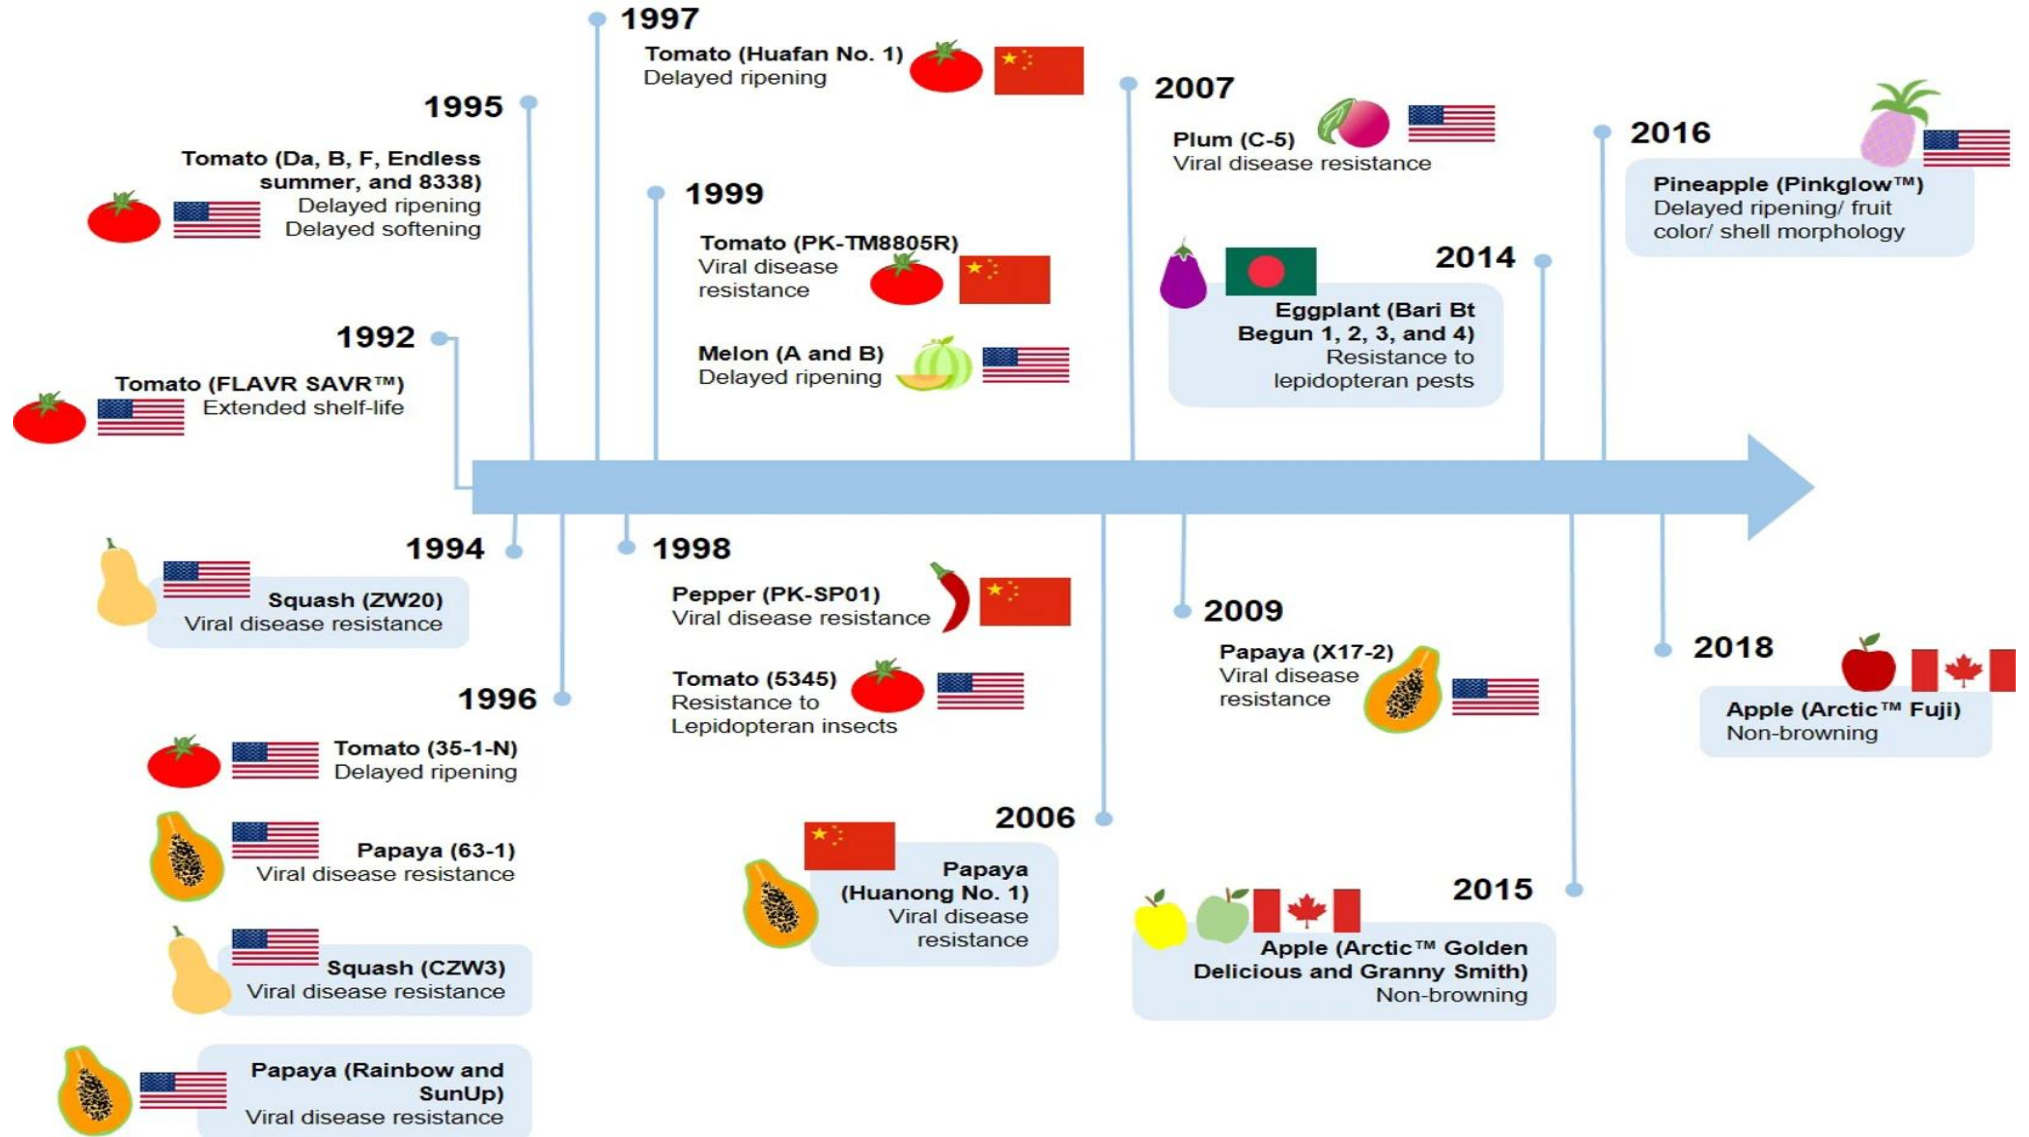 1997
Tomato (Huafan No. 1)
Delayed ripening
1995
Tomato (Da, B, F, Endless
summer, and 8338)
Delayed ripening
Delayed softening
1999
Tomato (PK-TM8805R)
Viral disease
resistance
Melon (A and B)
Delayed ripening
1992
Tomato (FLAVR SAVR™)
Extended shelf-life
2007
Plum (C-5)
Viral disease resistance
2014
Eggplant (Bari Bt
Begun 1, 2, 3, and 4)
Resistance to
lepidopteran pests
2016
Pineapple (Pinkglow™)
Delayed ripening/ fruit
color/ shell morphology
1994
Squash (ZW20)
Viral disease resistance
1996
Tomato (35-1-N)
Delayed ripening
Papaya (63-1)
Viral disease resistance
Squash (CZW3)
Viral disease resistance
Papaya (Rainbow and
SunUp)
Viral disease resistance
1998
Pepper (PK-SP01)
Viral disease resistance
Tomato (5345)
Resistance to
Lepidopteran insects
2006
Papaya
(Huanong No. 1)
Viral disease
resistance
2009
Papaya (X17-2)
Viral disease
resistance
2015
Apple (Arctic™ Golden
Delicious and Granny Smith)
Non-browning
2018
Apple (Arctic™ Fuji)
Non-browning